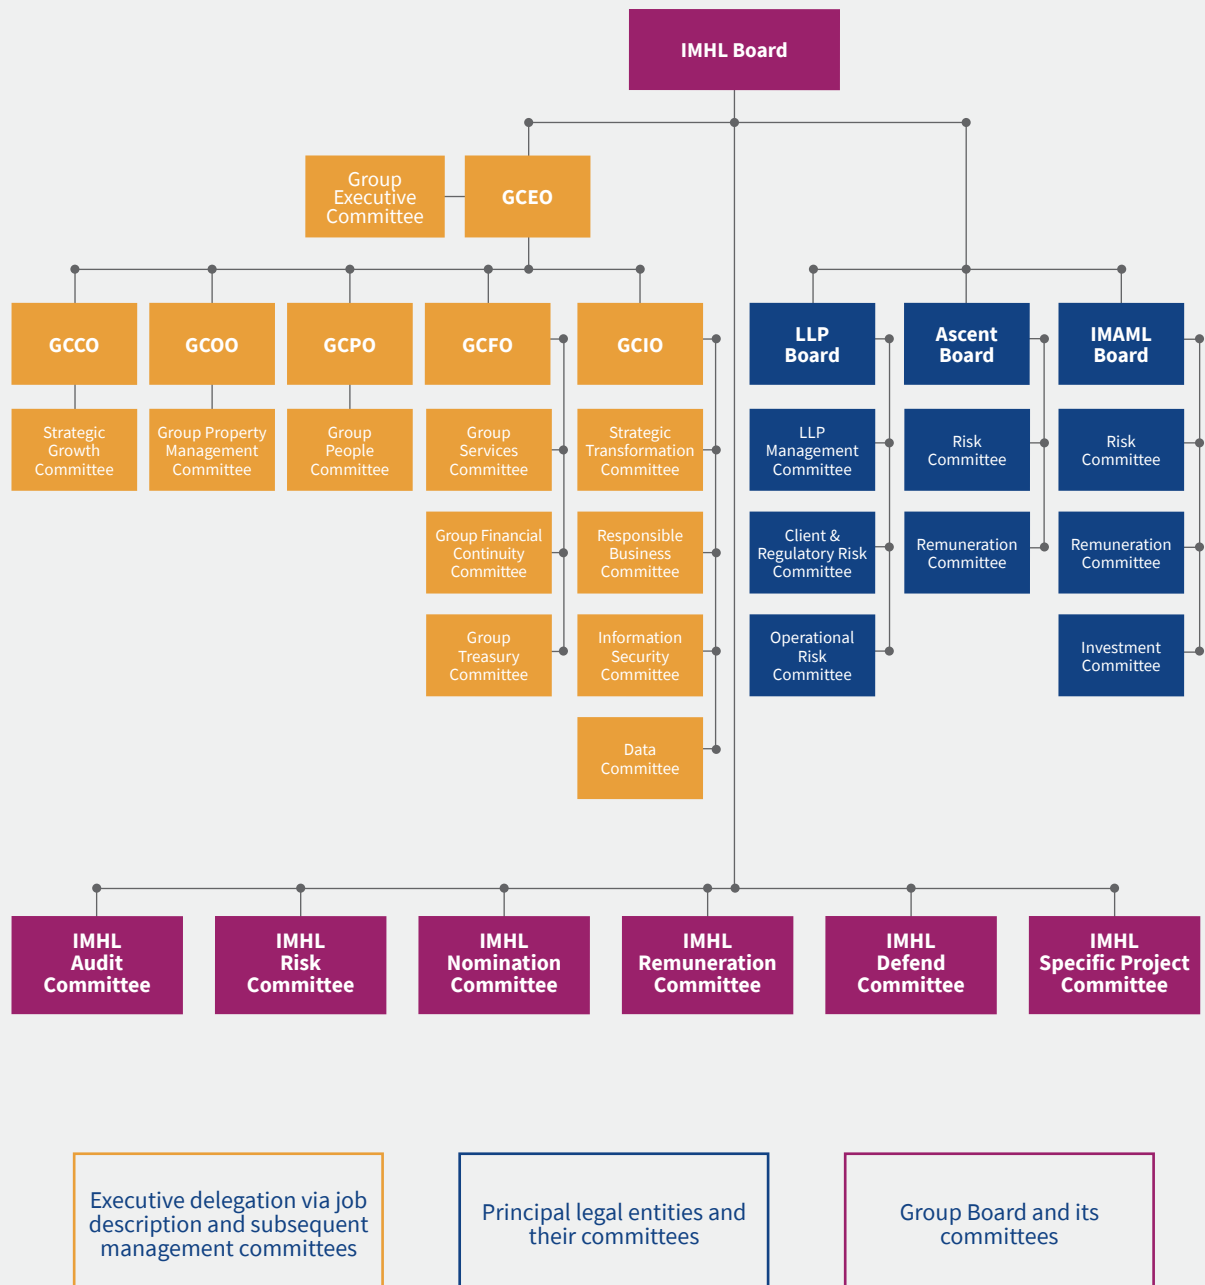 IMHL Board
Group
Executive
Committee
GCEO
GCCO
GCOO
GCPO
GCFO
GCIO
LLP
Board
Ascent
Board
IMAML
Board
Strategic
Growth
Committee
Group Property
Management
Committee
Group
People
Committee
Group
Services
Committee
Strategic
Transformation
Committee
LLP
Management
Committee
Risk
Committee
Risk
Committee
Group Financial
Continuity
Committee
Responsible
Business
Committee
Client &
Regulatory Risk
Committee
Remuneration
Committee
Remuneration
Committee
Group
Treasury
Committee
Information
Security
Committee
Operational
Risk
Committee
Investment
Committee
Data
Committee
IMHL
Audit
Committee
IMHL
Risk
Committee
IMHL
Nomination
Committee
IMHL
Remuneration
Committee
IMHL
Defend
Committee
IMHL
Specific Project
Committee
Executive delegation via job
description and subsequent
management committees
Principal legal entities and
their committees
Group Board and its
committees